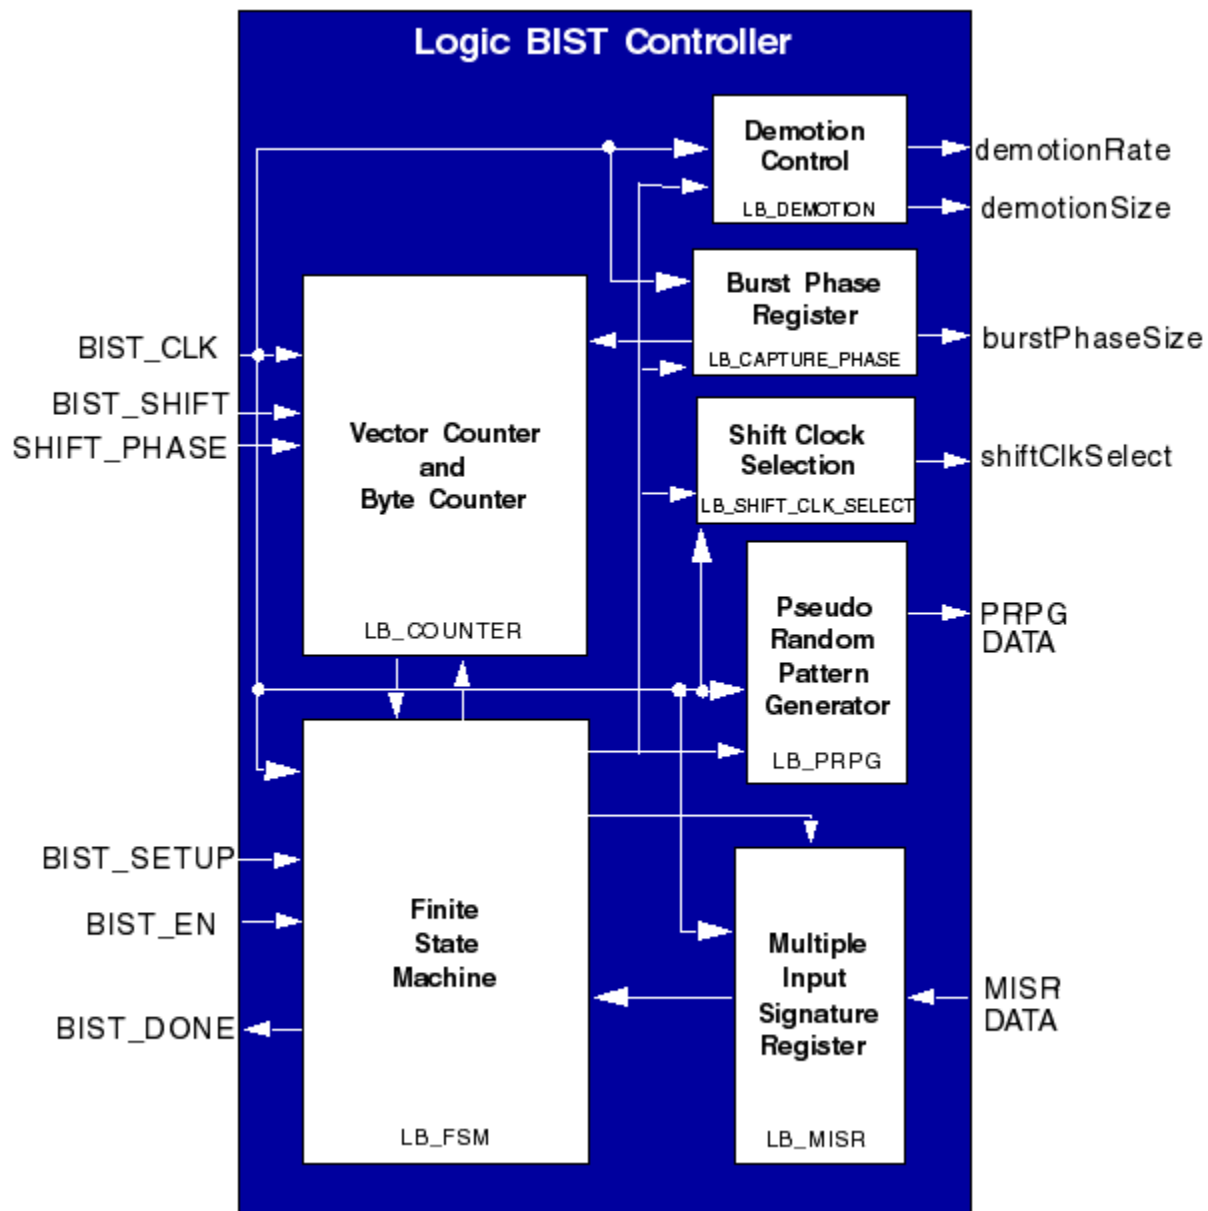 Logic BIST Controller
Demotion
Control
LB_DEMOTION
demotionRate
demotionSize
Burst Phase
Register
LB_CAPTURE_PHASE
burstPhaseSize
BIST_CLK
BIST_SHIFT
SHIFT_PHASE
Vector Counter
and
Byte Counter
LB_COUNTER
Shift Clock
Selection
LB_SHIFT_CLK_SELECT
shiftClkSelect
Pseudo
Random
Pattern
Generator
LB_PRPG
PRPG
DATA
BIST_SETUP
BIST_EN
BIST_DONE
Finite
State
Machine
LB_FSM
Multiple
Input
Signature
Register
LB_MISR
MISR
DATA